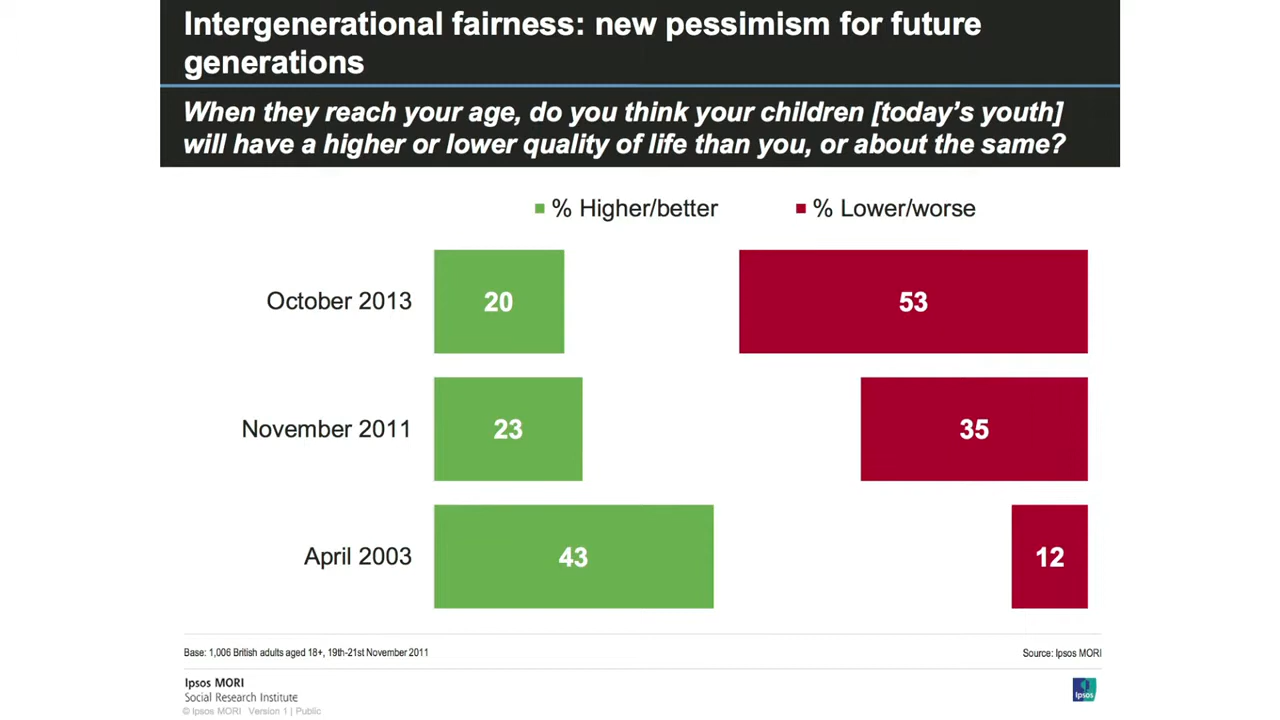 Intergenerational fairness: new pessimism for future
generations
When they reach your age, do you think your children [today's youth]
will have a higher or lower quality of life than you, or about the same?
% Higher/better % Lower/worse
October 2013 20 53
November 2011 23 35
April 2003 43 12
Base: 1,006 British adults aged 18+, 19th-21st November 2011 Source: Ipsos MORI
Ipsos MORI
Social Research Institute
© Ipsos MORI Version 1 | Public
Ipsos